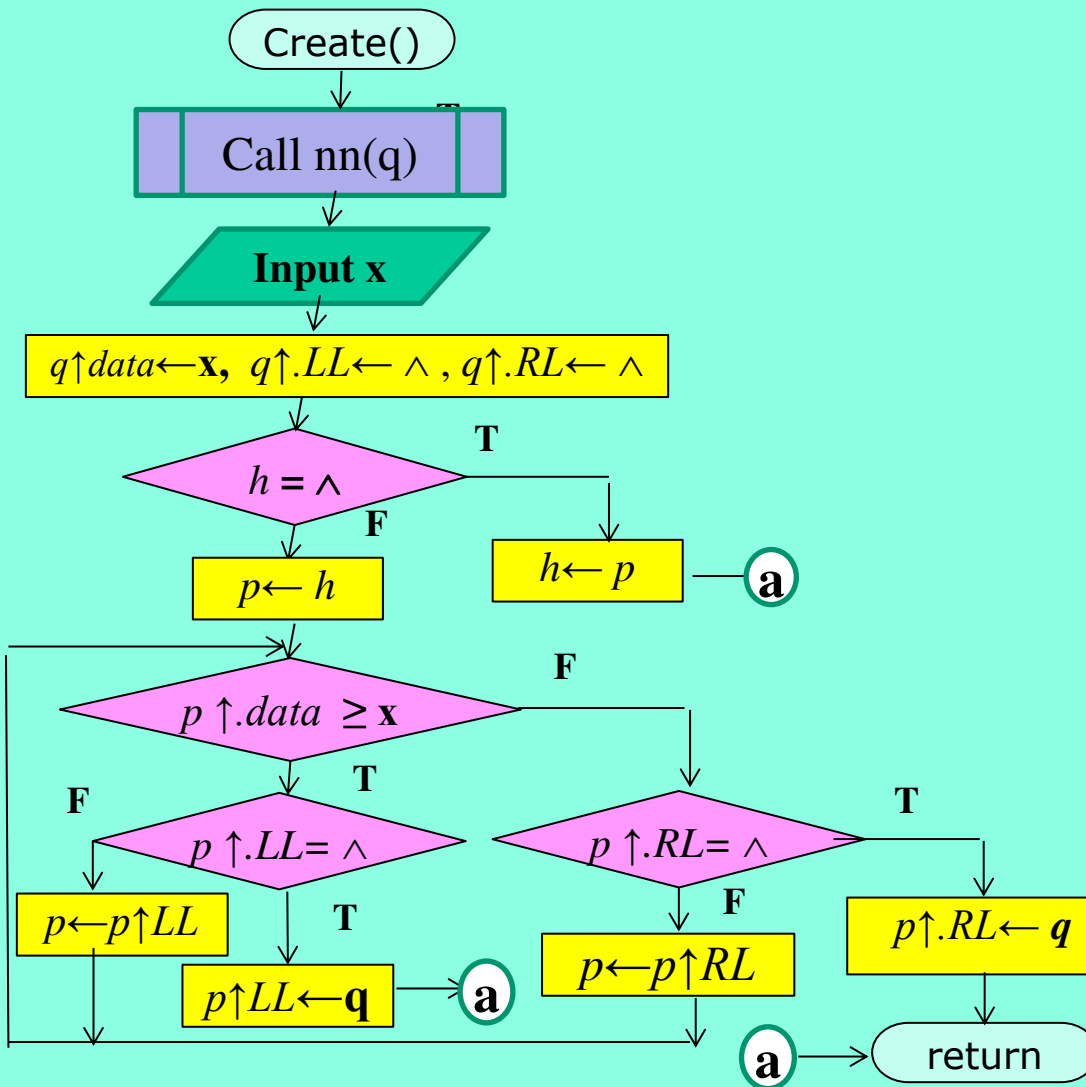 Create()
Call nn(q)
Input x
q↑data←x, q↑.LL← ∧ , q↑.RL← ∧
T
h = ∧
F
h← p
a
p← h
F
p ↑.data ≥ x
T
F
T
p ↑.LL= ∧
p ↑.RL= ∧
T
F
p←p↑LL
p↑.RL← q
p←p↑RL
p↑LL←q
a
a
return